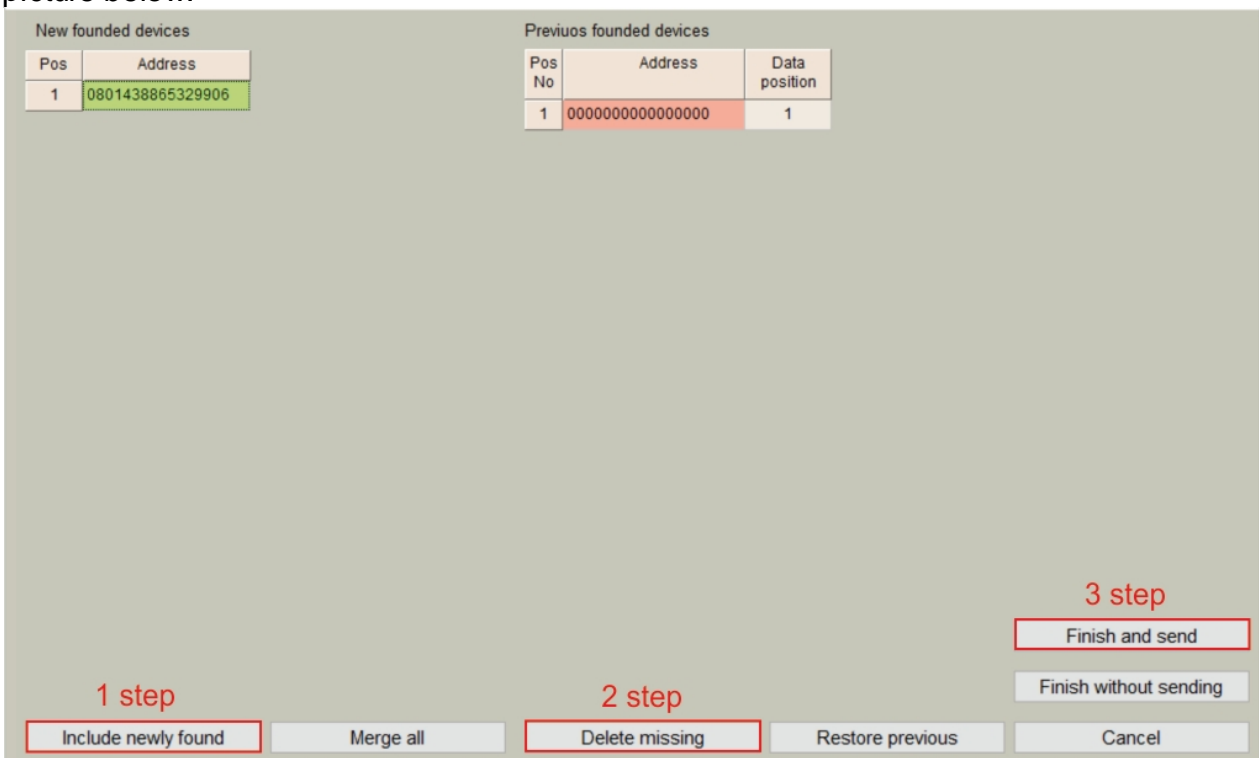 New founded devices
Pos Address
1 0801438865329906
Previuos founded devices
Pos No Address Data position
1 0000000000000000 1
3 step
Finish and send
Finish without sending
1 step
2 step
Include newly found
Merge all
Delete missing
Restore previous
Cancel